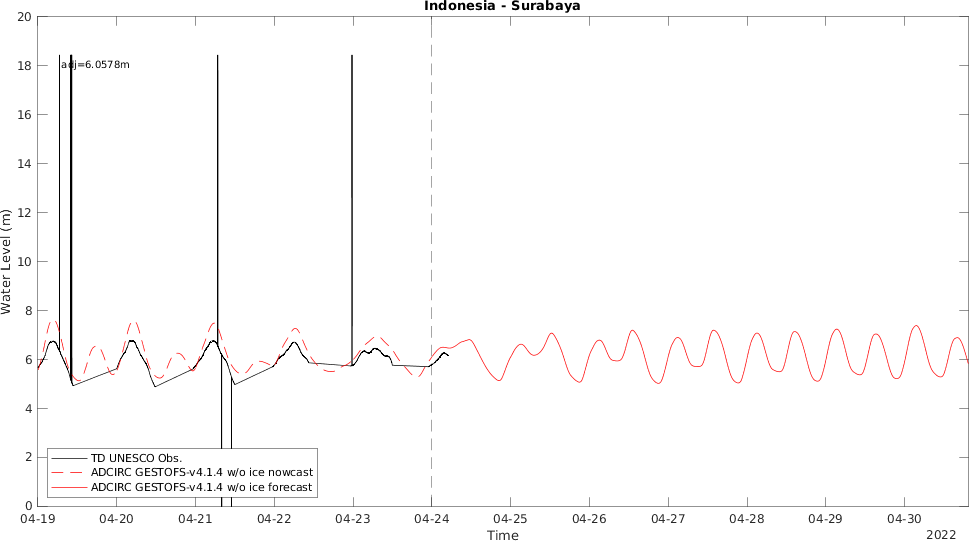 Indonesia - Surabaya
20
18
16
14
12
10
8
6
4
2
0
Water Level (m)
adj=6.0578m
TD UNESCO Obs.
ADCIRC GESTOFS-v4.1.4 w/o ice nowcast
ADCIRC GESTOFS-v4.1.4 w/o ice forecast
04-19 04-20 04-21 04-22 04-23 04-24 04-25 04-26 04-27 04-28 04-29 04-30
Time
2022